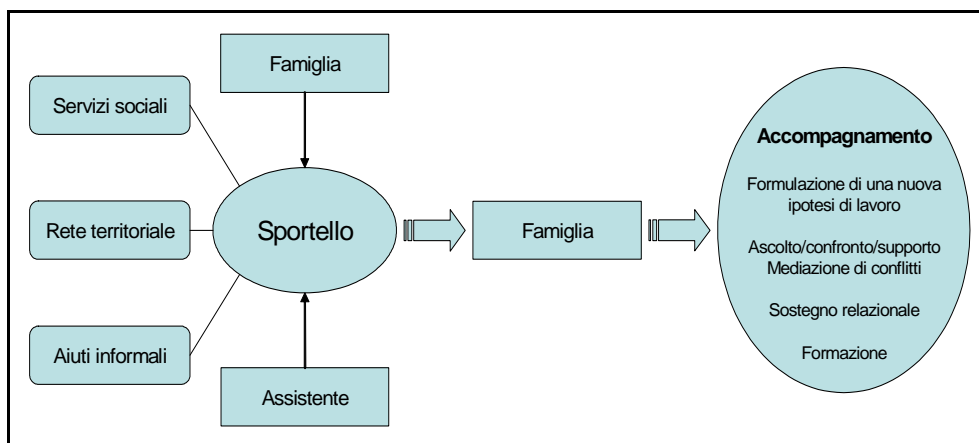 Famiglia
Servizi sociali
Rete territoriale
Aiuti informali
Sportello
Assistente
Famiglia
Accompagnamento
Formulazione di una nuova
ipotesi di lavoro
Ascolto/confronto/supporto
Mediazione di conflitti
Sostegno relazionale
Formazione